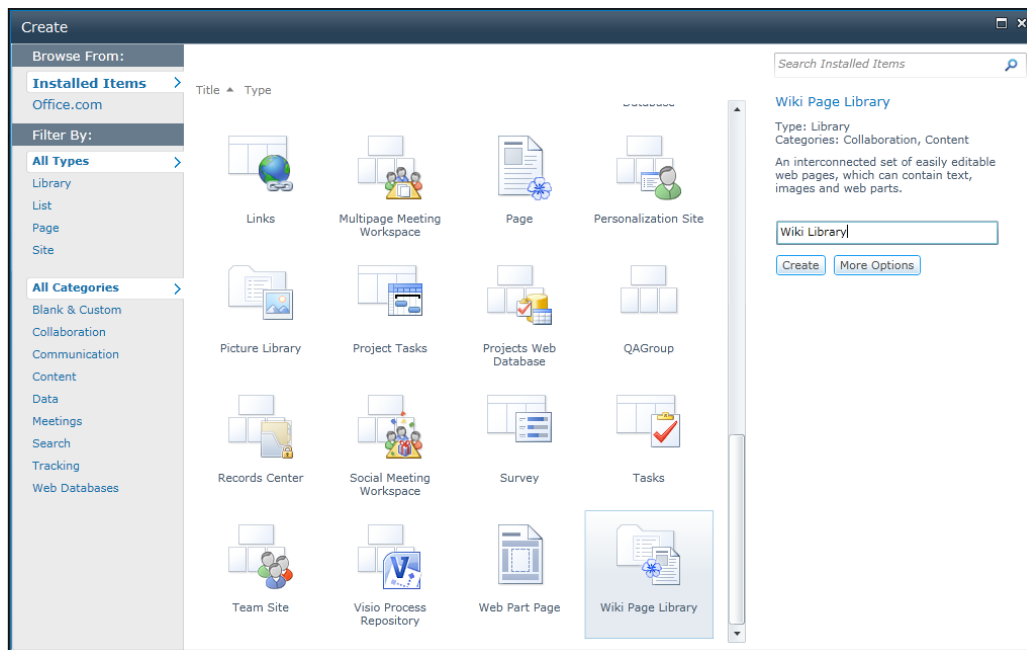 Create
Browse From:
Installed Items
Office.com
Filter By:
All Types
Library
List
Page
Site
All Categories
Blank & Custom
Collaboration
Communication
Content
Data
Meetings
Search
Tracking
Web Databases
Title Type
Database
Links
Multipage Meeting
Workspace
Page
Personalization Site
Picture Library
Project Tasks
Projects Web
Database
QAGroup
Records Center
Social Meeting
Workspace
Survey
Tasks
Team Site
Visio Process
Repository
Web Part Page
Wiki Page Library
Search Installed Items
Wiki Page Library
Type: Library
Categories: Collaboration, Content
An interconnected set of easily editable
web pages, which can contain text,
images and web parts.
Wiki Library
Create
More Options